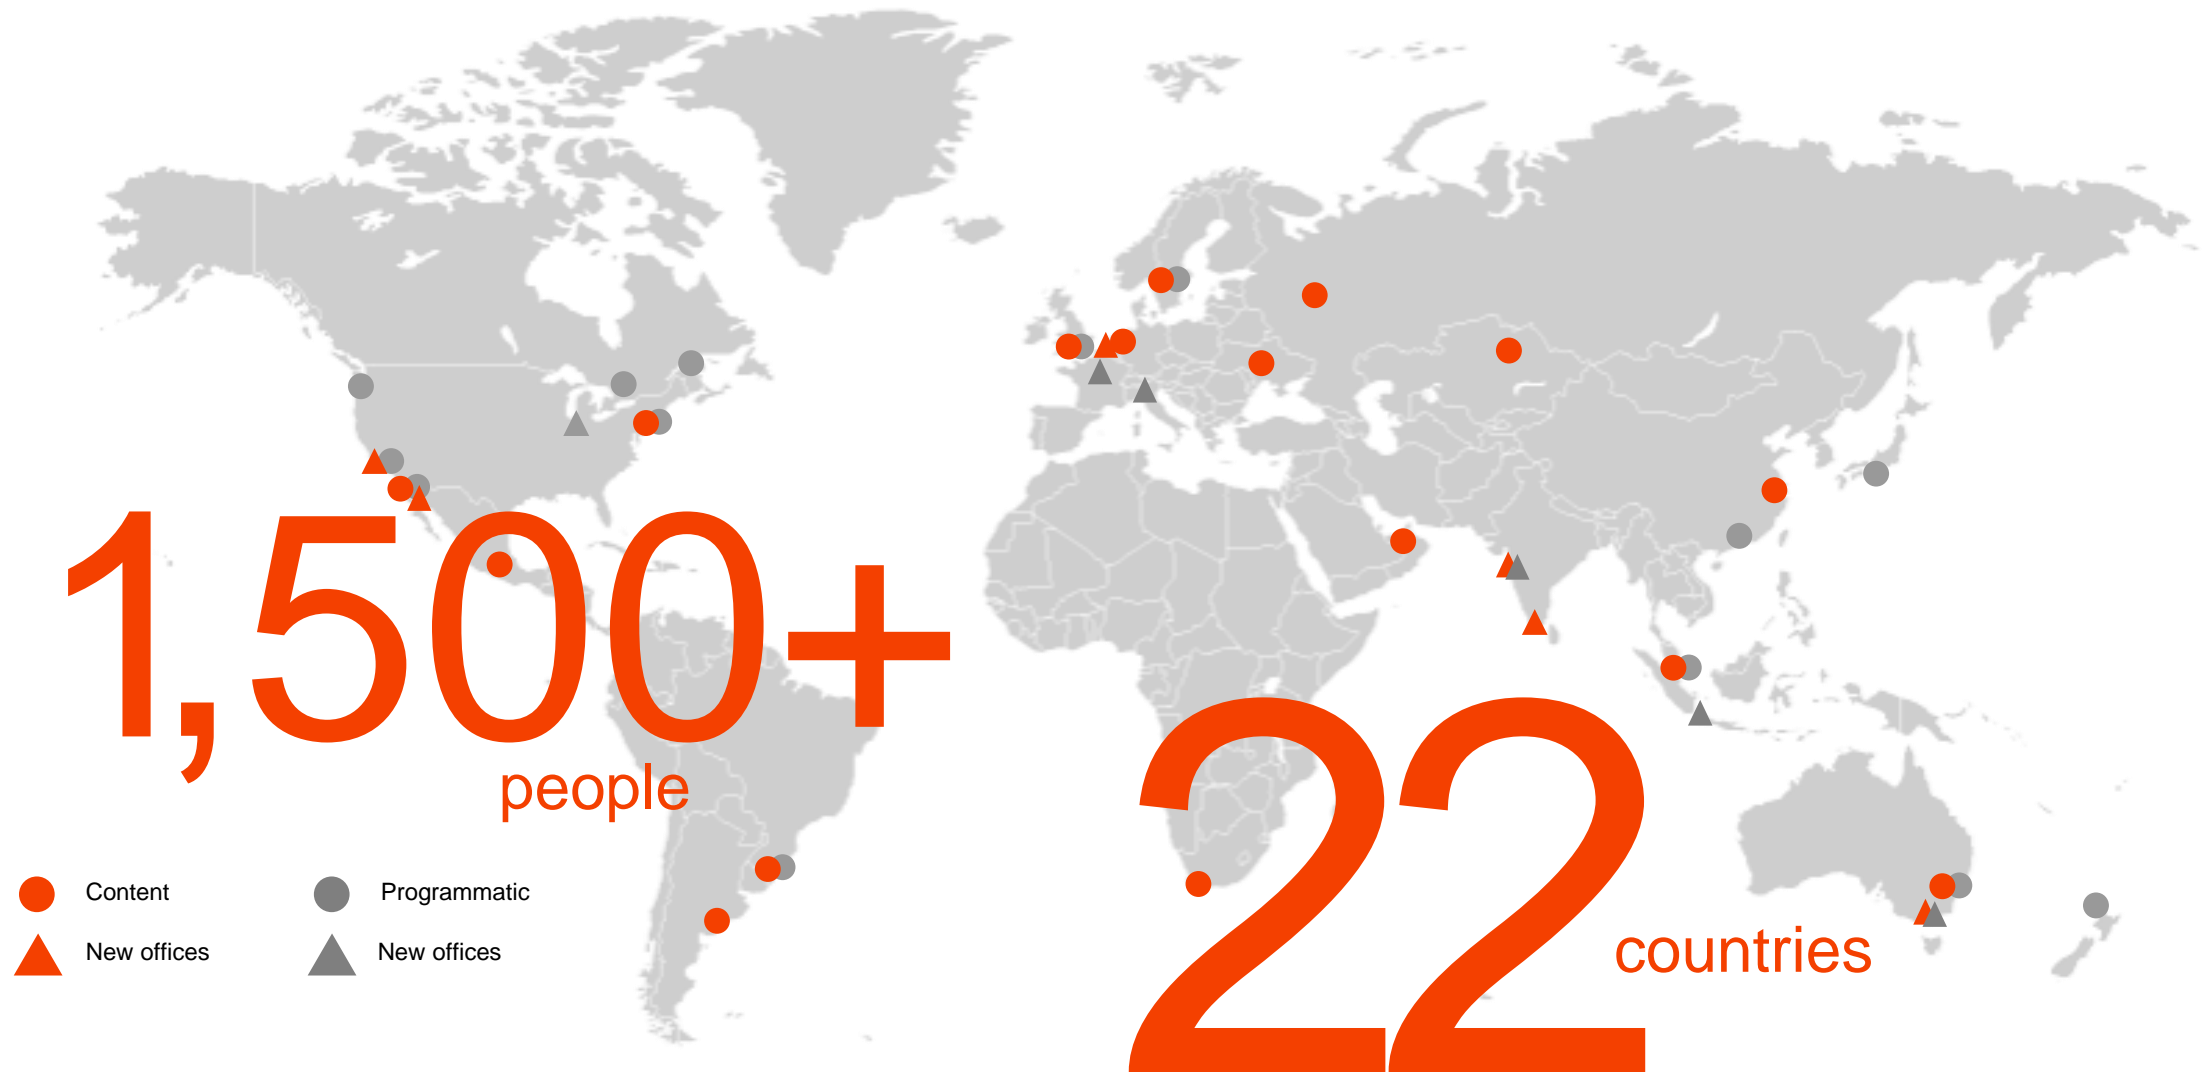 1,500+
people
22
countries
Content
Programmatic
New offices
New offices